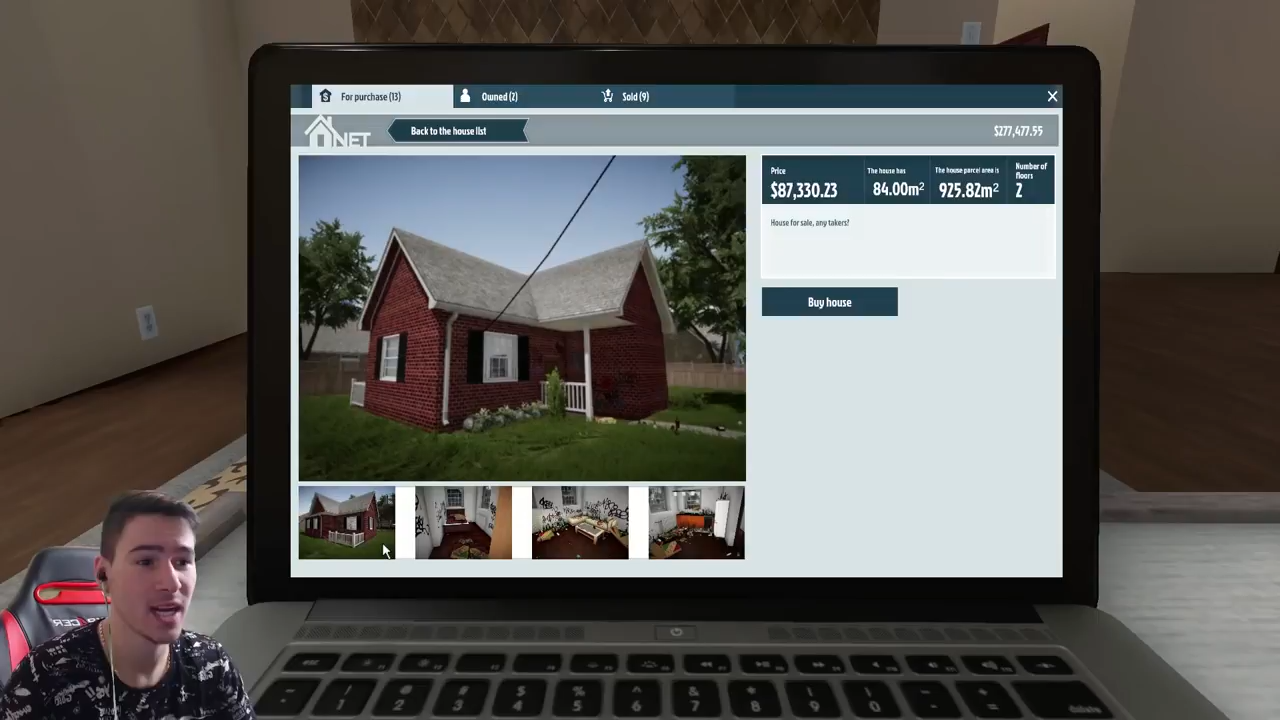 For purchase (13)
Owned (2)
Sold (9)
NET
Back to the house list
$277,477.55
Price
$87,330.23
The house has
84.00m²
The house parcel area is
925.82m²
Number of
floors
2
House for sale, any takers?
Buy house